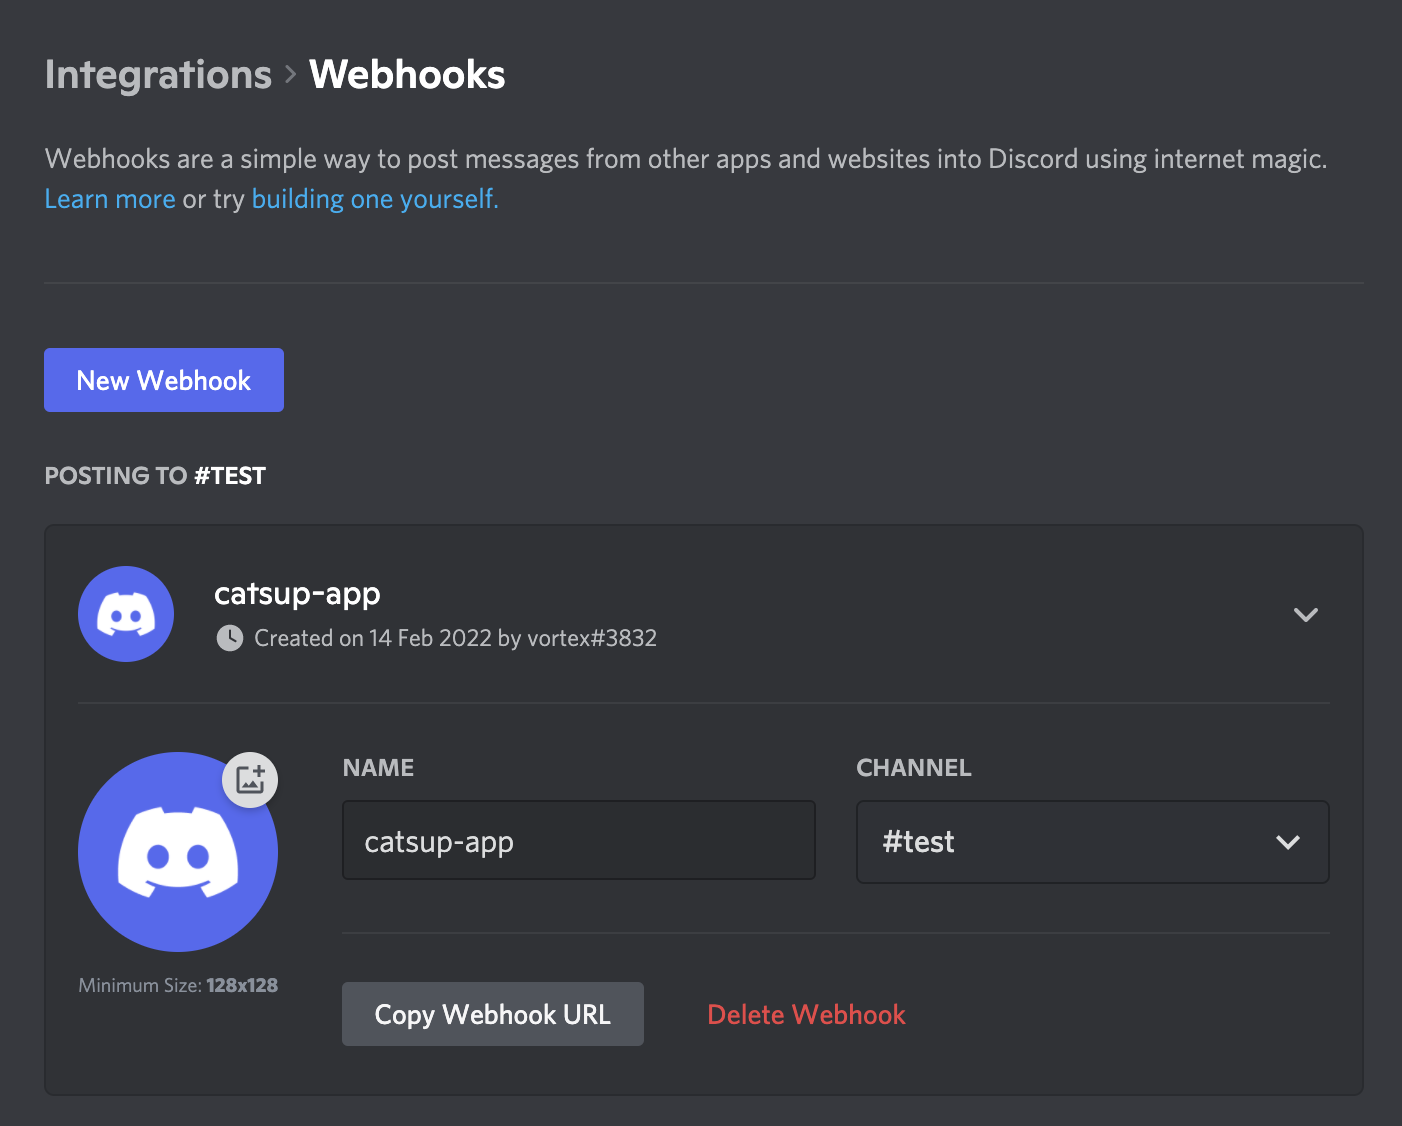 Integrations > Webhooks
Webhooks are a simple way to post messages from other apps and websites into Discord using internet magic.
Learn more or try building one yourself.
New Webhook
POSTING TO #TEST
catsup-app
Created on 14 Feb 2022 by vortex#3832
NAME
CHANNEL
catsup-app
#test
Minimum Size: 128x128
Copy Webhook URL
Delete Webhook